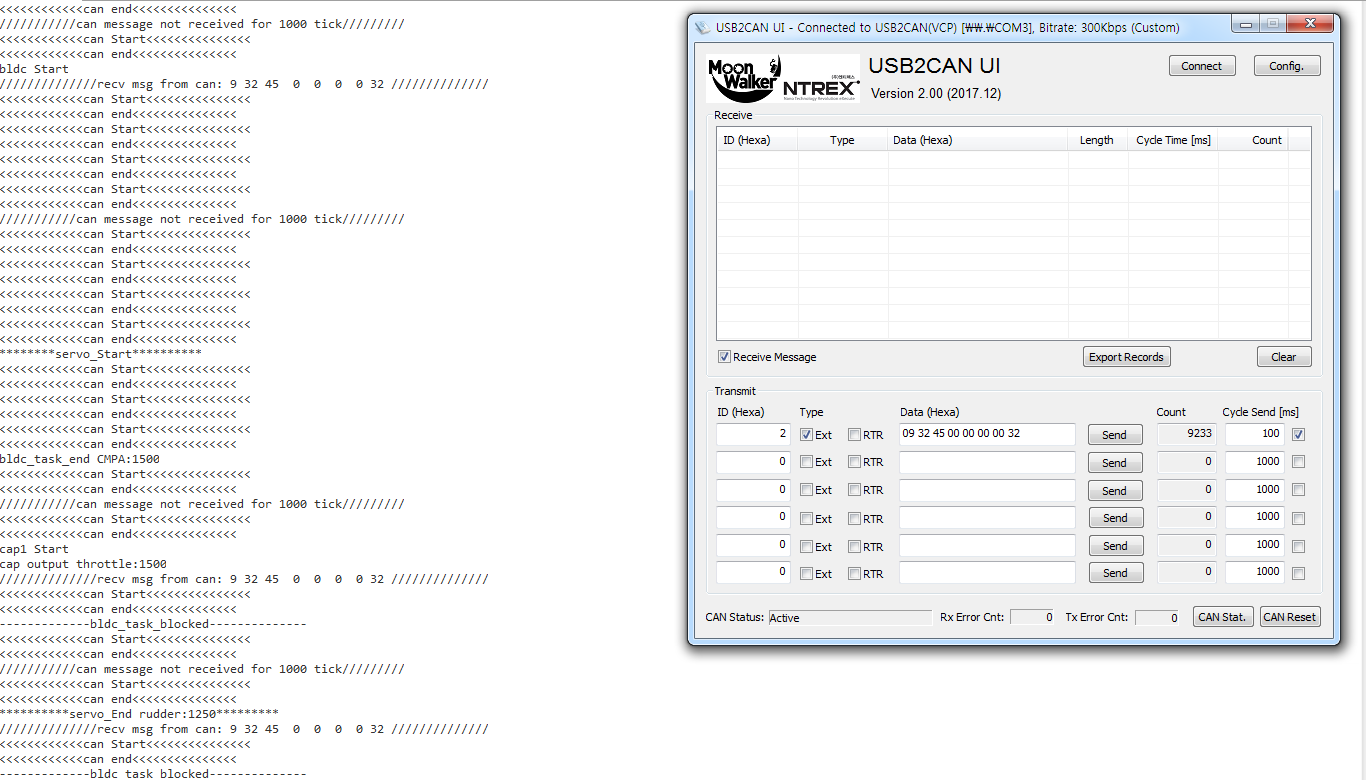 <<<<<<<<<<<<can end<<<<<<<<<<<<<<<
///////////can message not received for 1000 tick/////////
<<<<<<<<<<<<can Start<<<<<<<<<<<<<<<
<<<<<<<<<<<<can end<<<<<<<<<<<<<<<
bldc Start
//////////////recv msg from can: 9 32 45  0  0  0  0 32 //////////////
<<<<<<<<<<<<can Start<<<<<<<<<<<<<<<
<<<<<<<<<<<<can end<<<<<<<<<<<<<<<
<<<<<<<<<<<<can Start<<<<<<<<<<<<<<<
<<<<<<<<<<<<can end<<<<<<<<<<<<<<<
<<<<<<<<<<<<can Start<<<<<<<<<<<<<<<
<<<<<<<<<<<<can end<<<<<<<<<<<<<<<
<<<<<<<<<<<<can Start<<<<<<<<<<<<<<<
<<<<<<<<<<<<can end<<<<<<<<<<<<<<<
///////////can message not received for 1000 tick/////////
<<<<<<<<<<<<can Start<<<<<<<<<<<<<<<
<<<<<<<<<<<<can end<<<<<<<<<<<<<<<
<<<<<<<<<<<<can Start<<<<<<<<<<<<<<<
<<<<<<<<<<<<can end<<<<<<<<<<<<<<<
<<<<<<<<<<<<can Start<<<<<<<<<<<<<<<
<<<<<<<<<<<<can end<<<<<<<<<<<<<<<
<<<<<<<<<<<<can Start<<<<<<<<<<<<<<<
<<<<<<<<<<<<can end<<<<<<<<<<<<<<<
********servo_Start**********
<<<<<<<<<<<<can Start<<<<<<<<<<<<<<<
<<<<<<<<<<<<can end<<<<<<<<<<<<<<<
<<<<<<<<<<<<can Start<<<<<<<<<<<<<<<
<<<<<<<<<<<<can end<<<<<<<<<<<<<<<
<<<<<<<<<<<<can Start<<<<<<<<<<<<<<<
<<<<<<<<<<<<can end<<<<<<<<<<<<<<<
bldc_task_end CMPA:1500
<<<<<<<<<<<<can Start<<<<<<<<<<<<<<<
<<<<<<<<<<<<can end<<<<<<<<<<<<<<<
///////////can message not received for 1000 tick/////////
<<<<<<<<<<<<can Start<<<<<<<<<<<<<<<
<<<<<<<<<<<<can end<<<<<<<<<<<<<<<
cap1 Start
cap output throttle:1500
//////////////recv msg from can: 9 32 45  0  0  0  0 32 //////////////
<<<<<<<<<<<<can Start<<<<<<<<<<<<<<<
<<<<<<<<<<<<can end<<<<<<<<<<<<<<<
-------------bldc_task_blocked--------------
<<<<<<<<<<<<can Start<<<<<<<<<<<<<<<
<<<<<<<<<<<<can end<<<<<<<<<<<<<<<
///////////can message not received for 1000 tick/////////
<<<<<<<<<<<<can Start<<<<<<<<<<<<<<<
<<<<<<<<<<<<can end<<<<<<<<<<<<<<<
**********servo_End rudder:1250*********
//////////////recv msg from can: 9 32 45  0  0  0  0 32 //////////////
<<<<<<<<<<<<can Start<<<<<<<<<<<<<<<
<<<<<<<<<<<<can end<<<<<<<<<<<<<<<
-------------bldc task blocked--------------
USB2CAN UI - Connected to USB2CAN(VCP) [₩₩.₩COM3], Bitrate: 300Kbps (Custom)
Moon Walker
(주)엔티렉스
NTREX
USB2CAN UI
Version 2.00 (2017.12)
Connect
Config.
Receive
ID (Hexa) Type Data (Hexa) Length Cycle Time [ms] Count
Receive Message
Export Records
Clear
Transmit
ID (Hexa) Type Data (Hexa) Count Cycle Send [ms]
2 Ext RTR 09 32 45 00 00 00 00 32 Send 9233 100
0 Ext RTR Send 0 1000
0 Ext RTR Send 0 1000
0 Ext RTR Send 0 1000
0 Ext RTR Send 0 1000
0 Ext RTR Send 0 1000
CAN Status: Active Rx Error Cnt: 0 Tx Error Cnt: 0 CAN Stat. CAN Reset